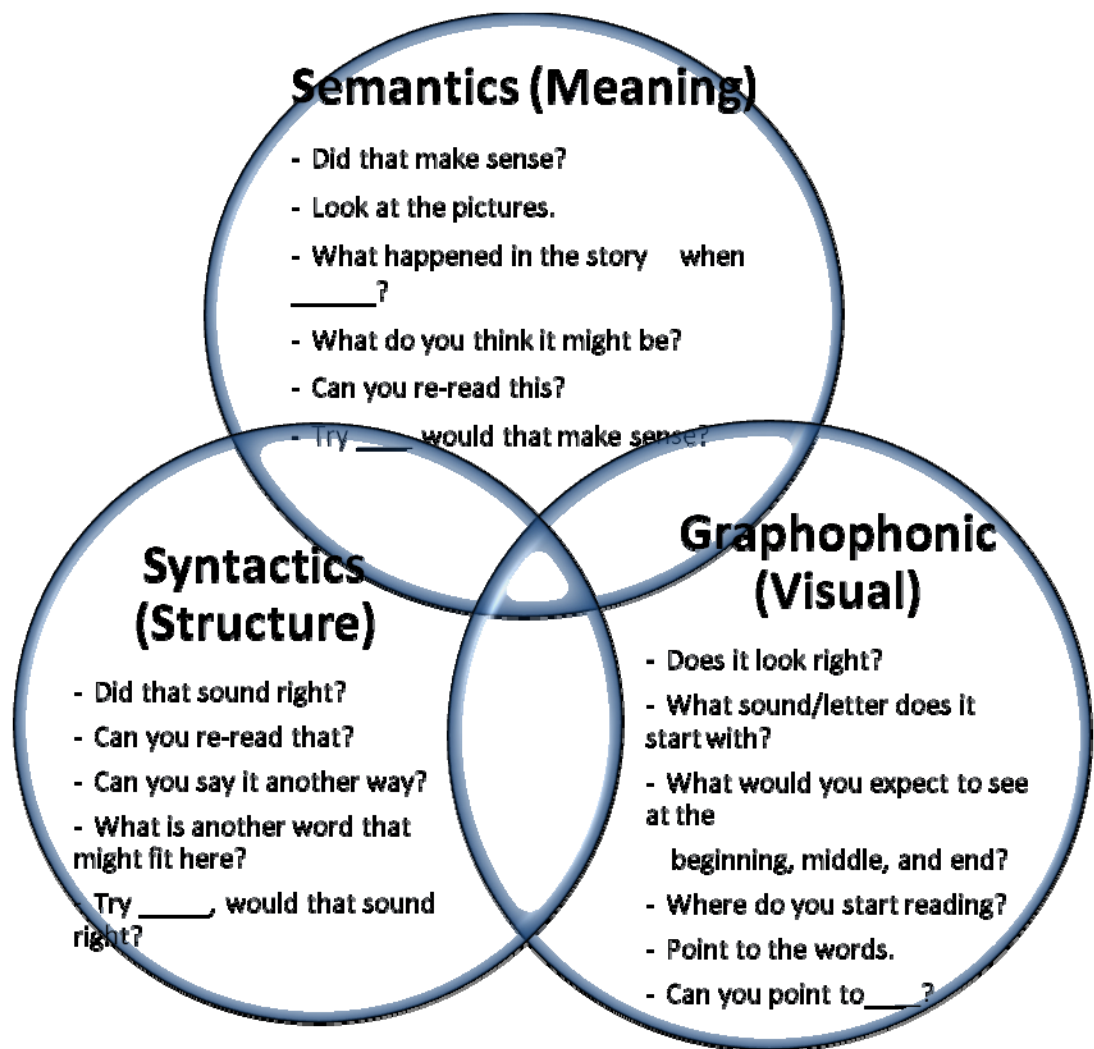 Semantics (Meaning)
- Did that make sense?
- Look at the pictures.
- What happened in the story when
______?
- What do you think it might be?
- Can you re-read this?
- Try ____ would that make sense?
Syntactics
(Structure)
- Did that sound right?
- Can you re-read that?
- Can you say it another way?
- What is another word that
might fit here?
- Try _____, would that sound
right?
Graphophonic
(Visual)
- Does it look right?
- What sound/letter does it
start with?
- What would you expect to see
at the
beginning, middle, and end?
- Where do you start reading?
- Point to the words.
- Can you point to____?